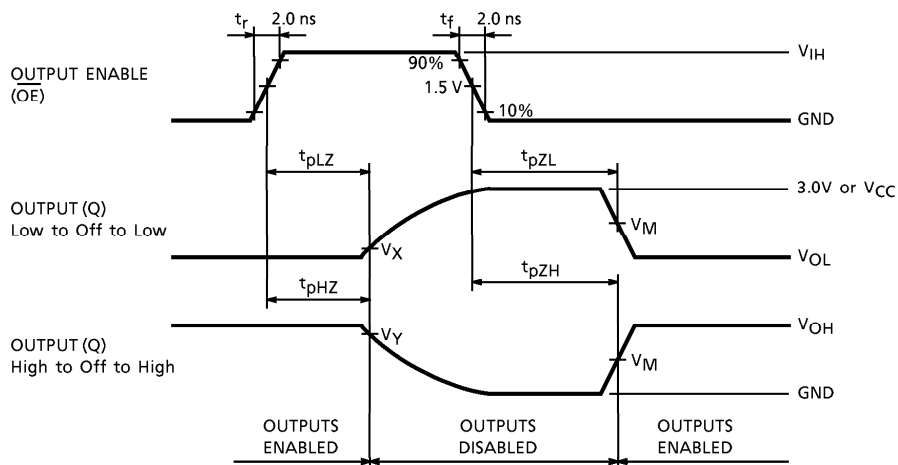 tr 2.0 ns tf 2.0 ns
VIH
90%
OUTPUT ENABLE
(OE)
1.5 V
10%
GND
tpLZ tpZL
3.0V or VCC
OUTPUT (Q)
Low to Off to Low
VM
VX
VOL
tpZH
tpHZ
VOH
VY
OUTPUT (Q)
High to Off to High
VM
GND
OUTPUTS OUTPUTS OUTPUTS
ENABLED DISABLED ENABLED